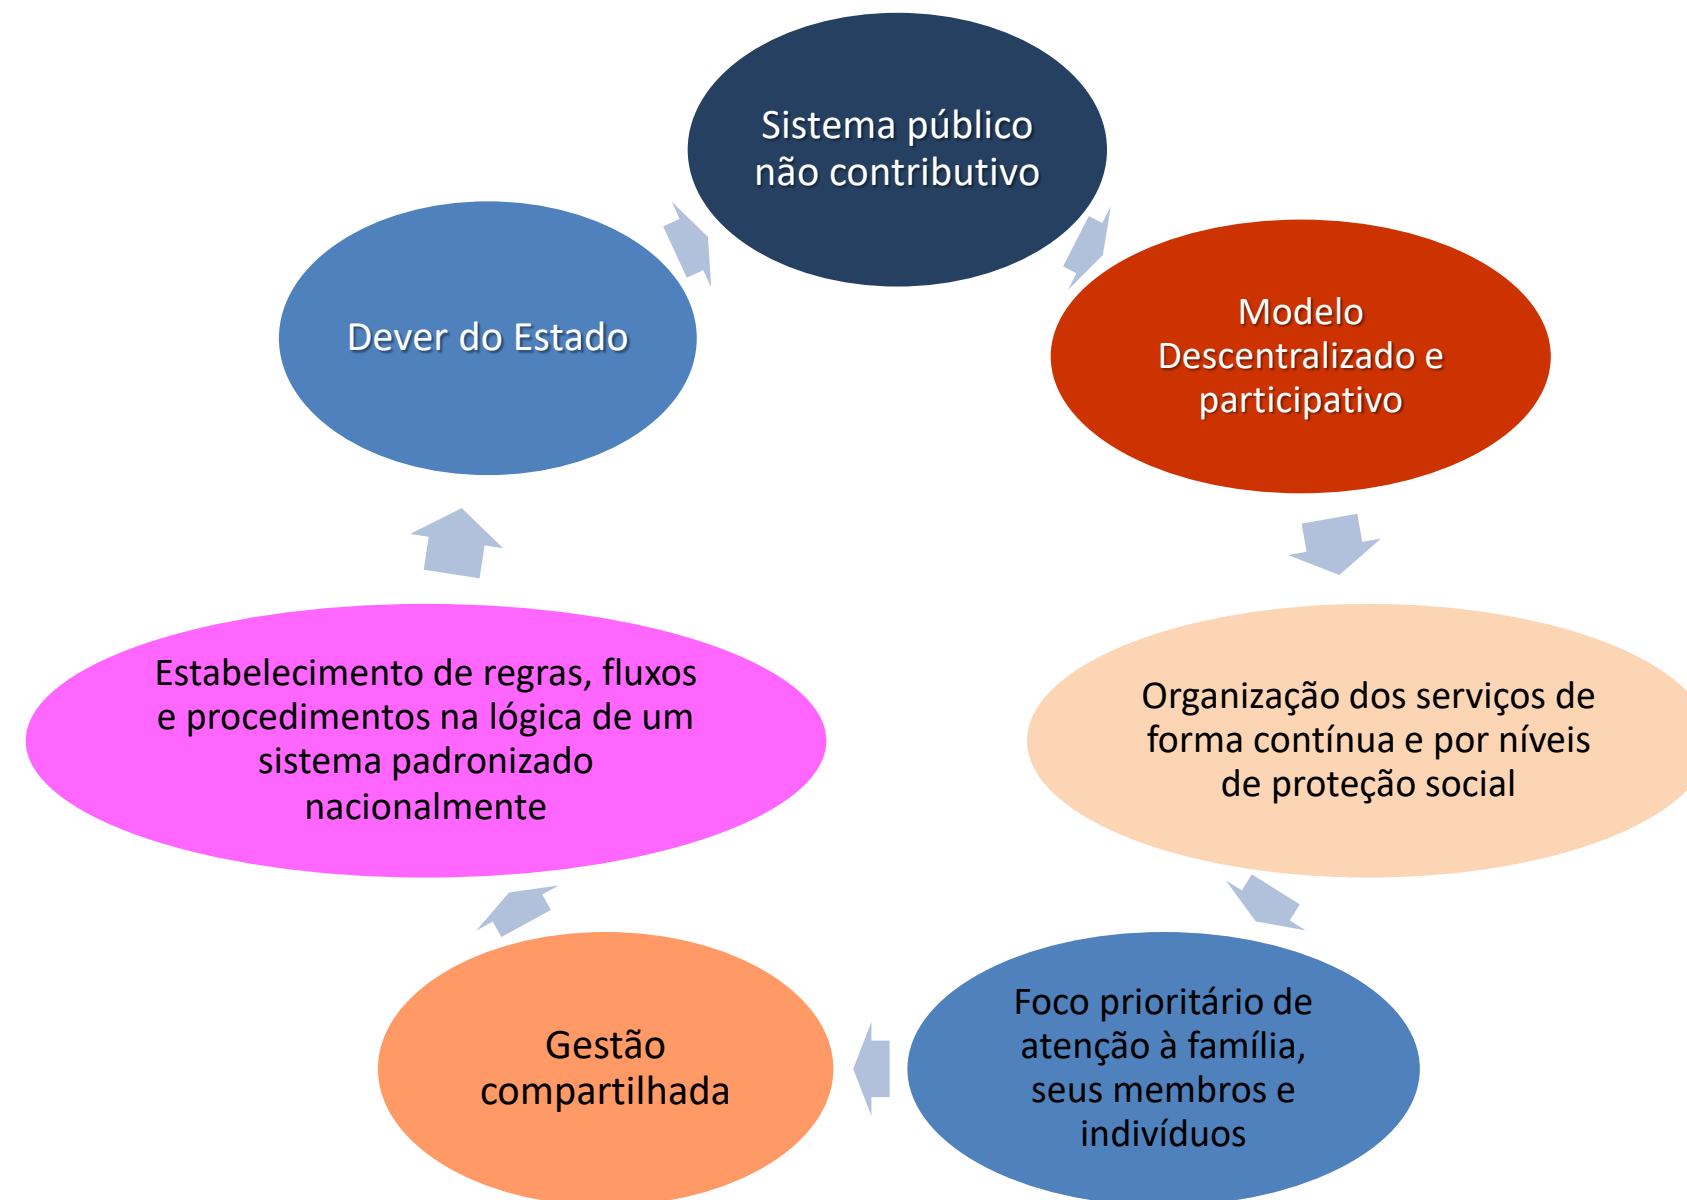 Sistema público
não contributivo
Modelo
Descentralizado e
participativo
Organização dos serviços de
forma contínua e por níveis
de proteção social
Foco prioritário de
atenção à família,
seus membros e
indivíduos
Gestão
compartilhada
Estabelecimento de regras, fluxos
e procedimentos na lógica de um
sistema padronizado
nacionalmente
Dever do Estado